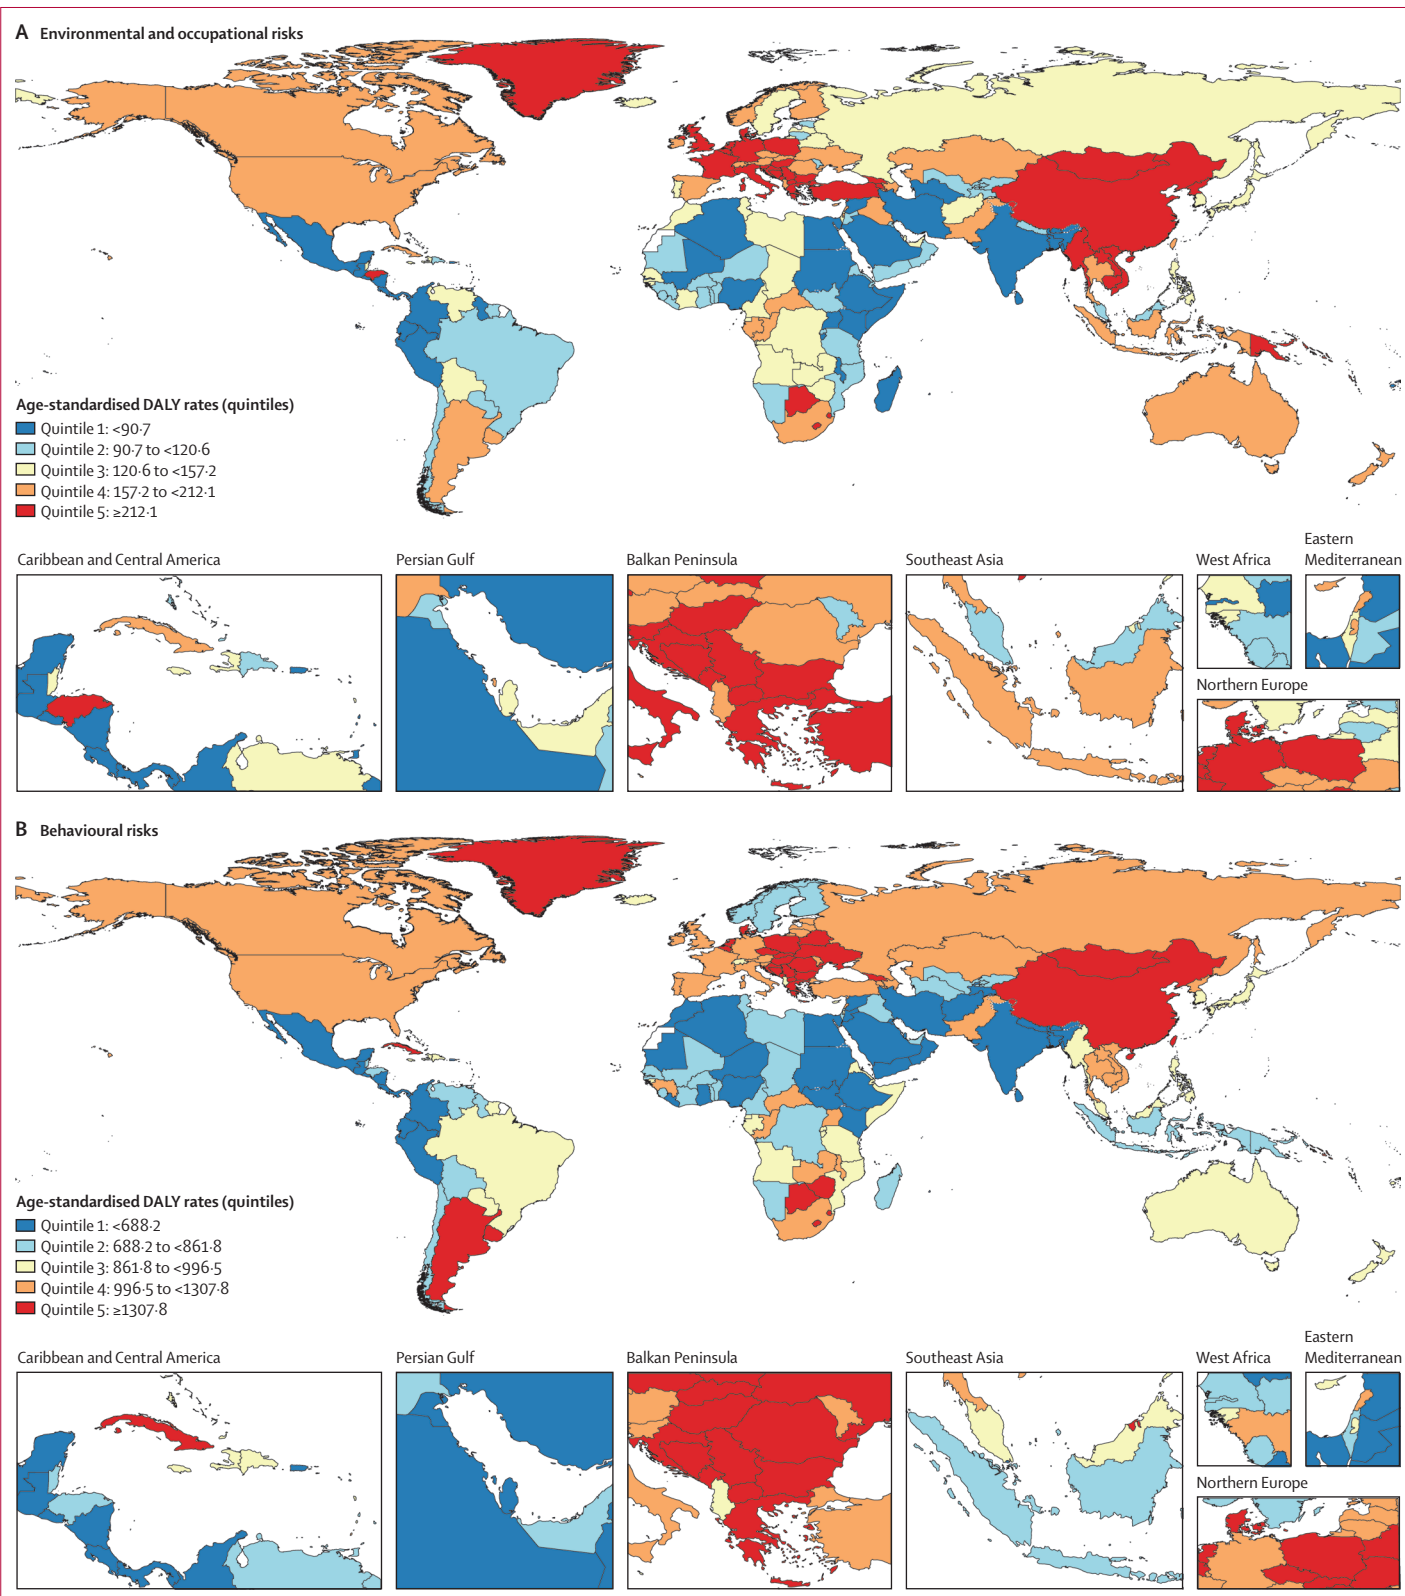 A Environmental and occupational risks
Age-standardised DALY rates (quintiles)
Quintile 1: <90·7
Quintile 2: 90·7 to <120·6
Quintile 3: 120·6 to <157·2
Quintile 4: 157·2 to <212·1
Quintile 5: ≥212·1
Caribbean and Central America
Persian Gulf
Balkan Peninsula
Southeast Asia
West Africa
Eastern
Mediterranean
Northern Europe
B Behavioural risks
Age-standardised DALY rates (quintiles)
Quintile 1: <688·2
Quintile 2: 688·2 to <861·8
Quintile 3: 861·8 to <996·5
Quintile 4: 996·5 to <1307·8
Quintile 5: ≥1307·8
Caribbean and Central America
Persian Gulf
Balkan Peninsula
Southeast Asia
West Africa
Eastern
Mediterranean
Northern Europe